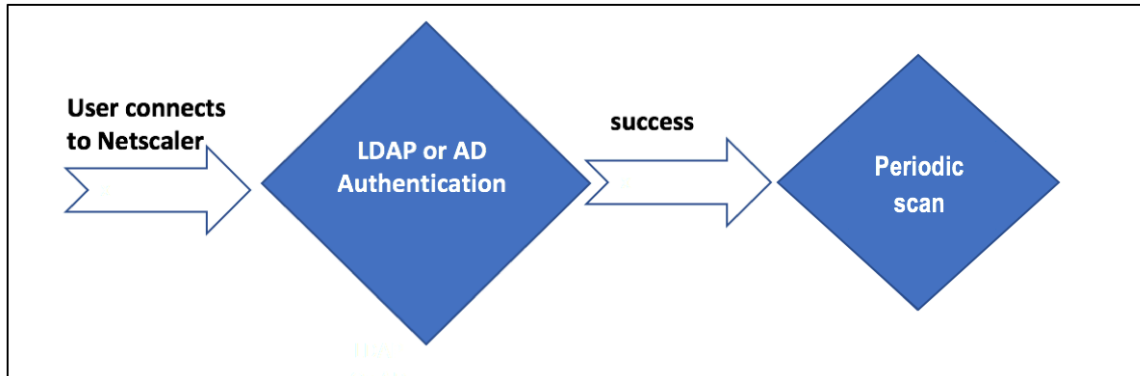 User connects
to Netscaler
LDAP or AD
Authentication
success
Periodic
scan